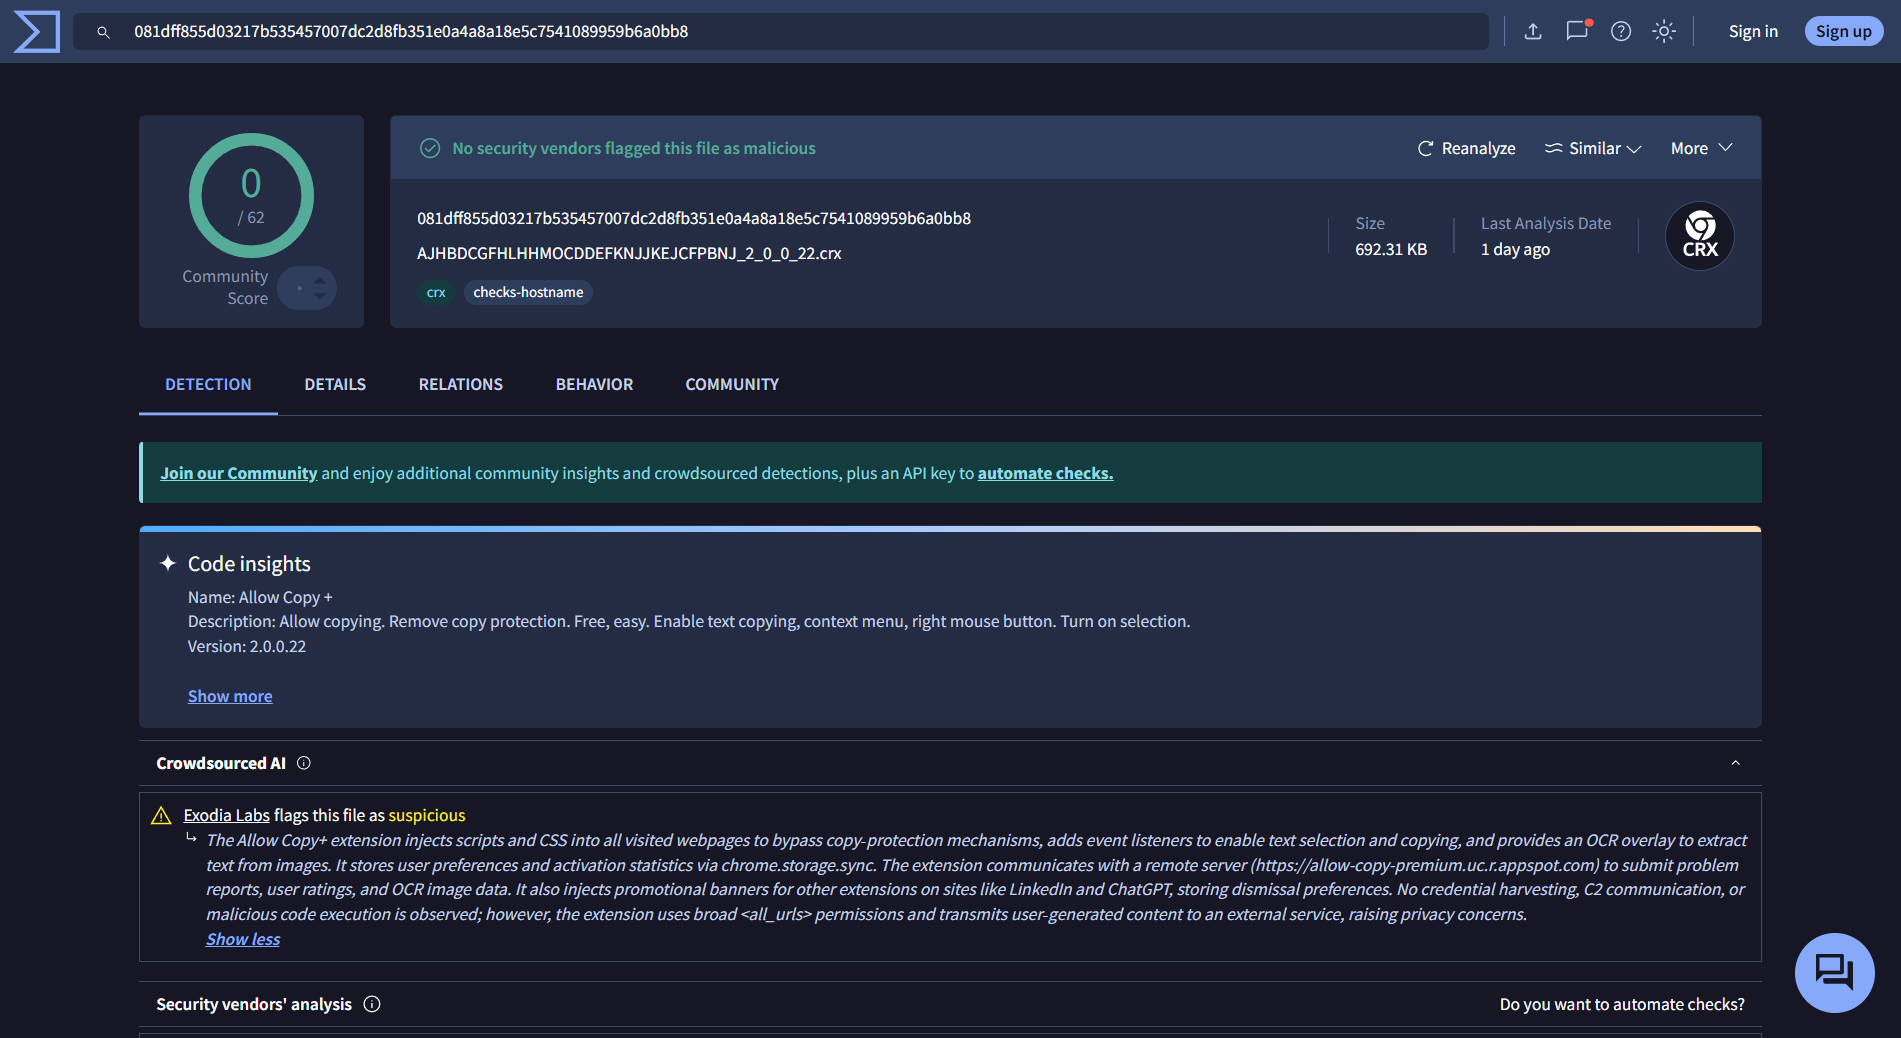 081dff855d03217b535457007dc2d8fb351e0a4a8a18e5c7541089959b6a0bb8
Sign in
Sign up
0
/ 62
Community
Score
No security vendors flagged this file as malicious
Reanalyze
Similar
More
081dff855d03217b535457007dc2d8fb351e0a4a8a18e5c7541089959b6a0bb8
AJHBDCGFHLHHMOCDDEFKNJJKEJCFPBNJ_2_0_0_22.crx
crx
checks-hostname
Size
692.31 KB
Last Analysis Date
1 day ago
CRX
DETECTION
DETAILS
RELATIONS
BEHAVIOR
COMMUNITY
Join our Community and enjoy additional community insights and crowdsourced detections, plus an API key to automate checks.
Code insights
Name: Allow Copy +
Description: Allow copying. Remove copy protection. Free, easy. Enable text copying, context menu, right mouse button. Turn on selection.
Version: 2.0.0.22
Show more
Crowdsourced AI
Exodia Labs flags this file as suspicious
The Allow Copy+ extension injects scripts and CSS into all visited webpages to bypass copy-protection mechanisms, adds event listeners to enable text selection and copying, and provides an OCR overlay to extract
text from images. It stores user preferences and activation statistics via chrome.storage.sync. The extension communicates with a remote server (https://allow-copy-premium.uc.r.appspot.com) to submit problem
reports, user ratings, and OCR image data. It also injects promotional banners for other extensions on sites like LinkedIn and ChatGPT, storing dismissal preferences. No credential harvesting, C2 communication, or
malicious code execution is observed; however, the extension uses broad <all_urls> permissions and transmits user-generated content to an external service, raising privacy concerns.
Show less
Security vendors' analysis
Do you want to automate checks?